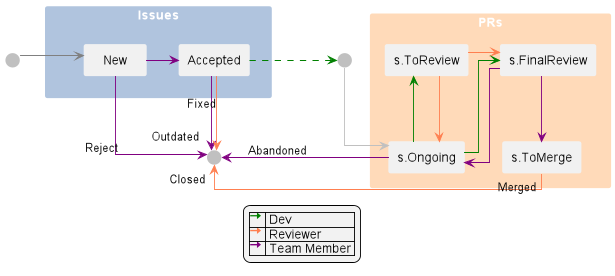 Issues
PRs
New
Accepted
s.ToReview
s.FinalReview
Fixed
Outdated
Reject
Abandoned
s.Ongoing
s.ToMerge
Closed
Merged
Dev
Reviewer
Team Member